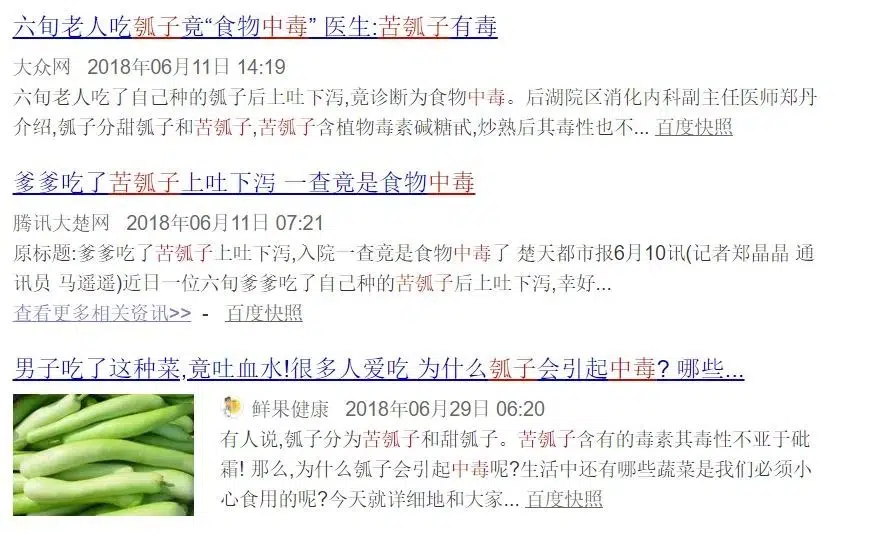 六旬老人吃瓠子竟“食物中毒” 医生:苦瓠子有毒
大众网 2018年06月11日 14:19
六旬老人吃了自己种的瓠子后上吐下泻,竟诊断为食物中毒。后湖院区消化内科副主任医师郑丹
介绍,瓠子分甜瓠子和苦瓠子,苦瓠子含植物毒素碱糖甙,炒熟后其毒性也不... 百度快照
爹爹吃了苦瓠子上吐下泻 一查竟是食物中毒
腾讯大楚网 2018年06月11日 07:21
原标题:爹爹吃了苦瓠子上吐下泻,入院一查竟是食物中毒了 楚天都市报6月10讯(记者郑晶晶 通
讯员 马遥遥)近日一位六旬爹爹吃了自己种的苦瓠子后上吐下泻,幸好...
查看更多相关资讯>> - 百度快照
男子吃了这种菜,竟吐血水!很多人爱吃 为什么瓠子会引起中毒? 哪些...
鲜果健康 2018年06月29日 06:20
有人说,瓠子分为苦瓠子和甜瓠子。苦瓠子含有的毒素其毒性不亚于砒
霜! 那么,为什么瓠子会引起中毒呢?生活中还有哪些蔬菜是我们必须小
心食用的呢?今天就详细地和大家... 百度快照